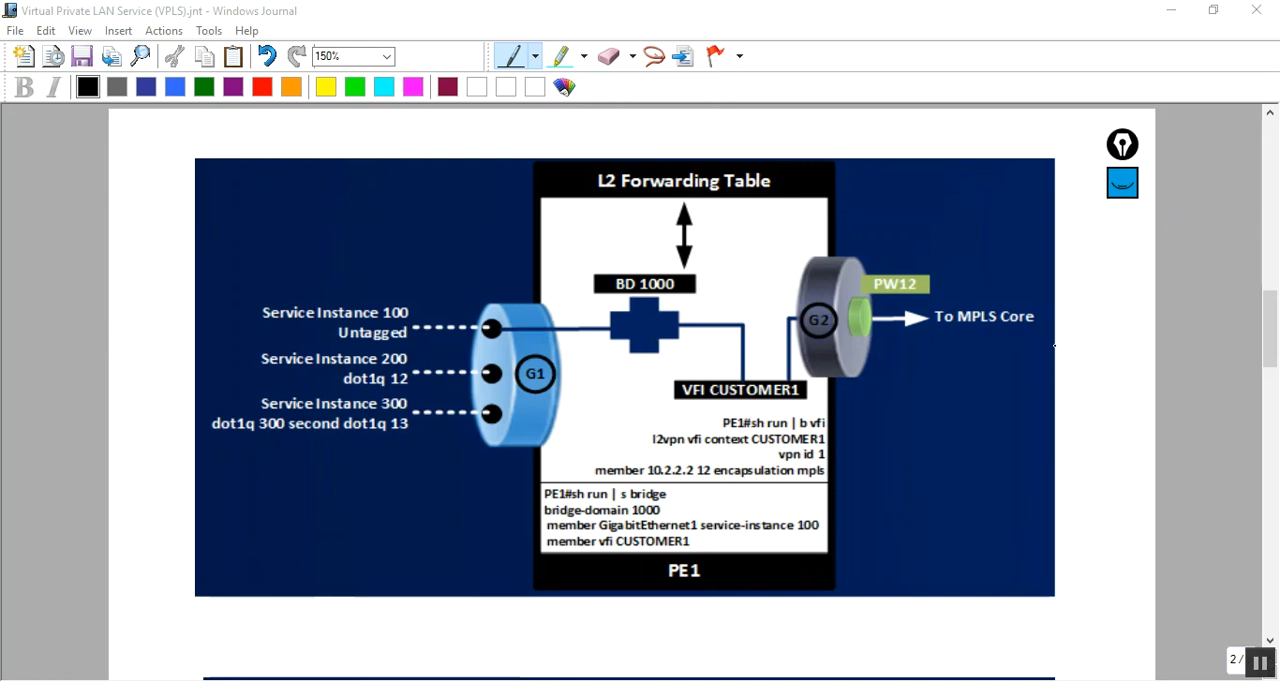 Virtual Private LAN Service (VPLS).jnt - Windows Journal
File Edit View Insert Actions Tools Help
150%
B I
L2 Forwarding Table
BD 1000
PW12
Service Instance 100
Untagged
G2
To MPLS Core
Service Instance 200
dot1q 12
G1
VFI CUSTOMER1
Service Instance 300
dot1q 300 second dot1q 13
PE1#sh run | b vfi
l2vpn vfi context CUSTOMER1
vpn id 1
member 10.2.2.2 12 encapsulation mpls
PE1#sh run | s bridge
bridge-domain 1000
member GigabitEthernet1 service-instance 100
member vfi CUSTOMER1
PE1
2 /